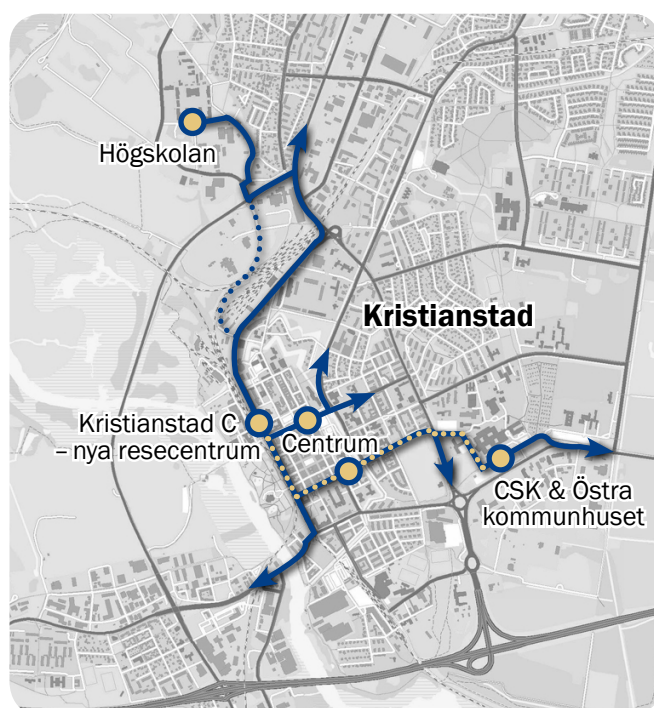 Högskolan
Kristianstad
Kristianstad C
– nya resecentrum
Centrum
CSK & Östra
kommunhuset